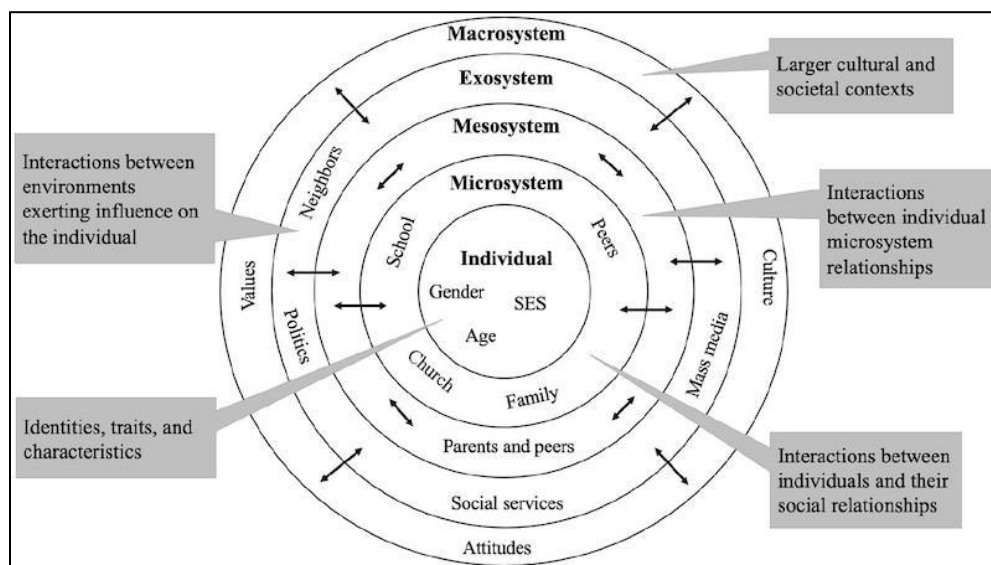 Macrosystem
Exosystem
Mesosystem
Microsystem
Individual
Gender
SES
Age
School
Peers
Church
Family
Parents and peers
Neighbors
Politics
Mass media
Social services
Values
Culture
Attitudes
Larger cultural and
societal contexts
Interactions between
environments
exerting influence on
the individual
Interactions
between individual
microsystem
relationships
Identities, traits, and
characteristics
Interactions between
individuals and their
social relationships